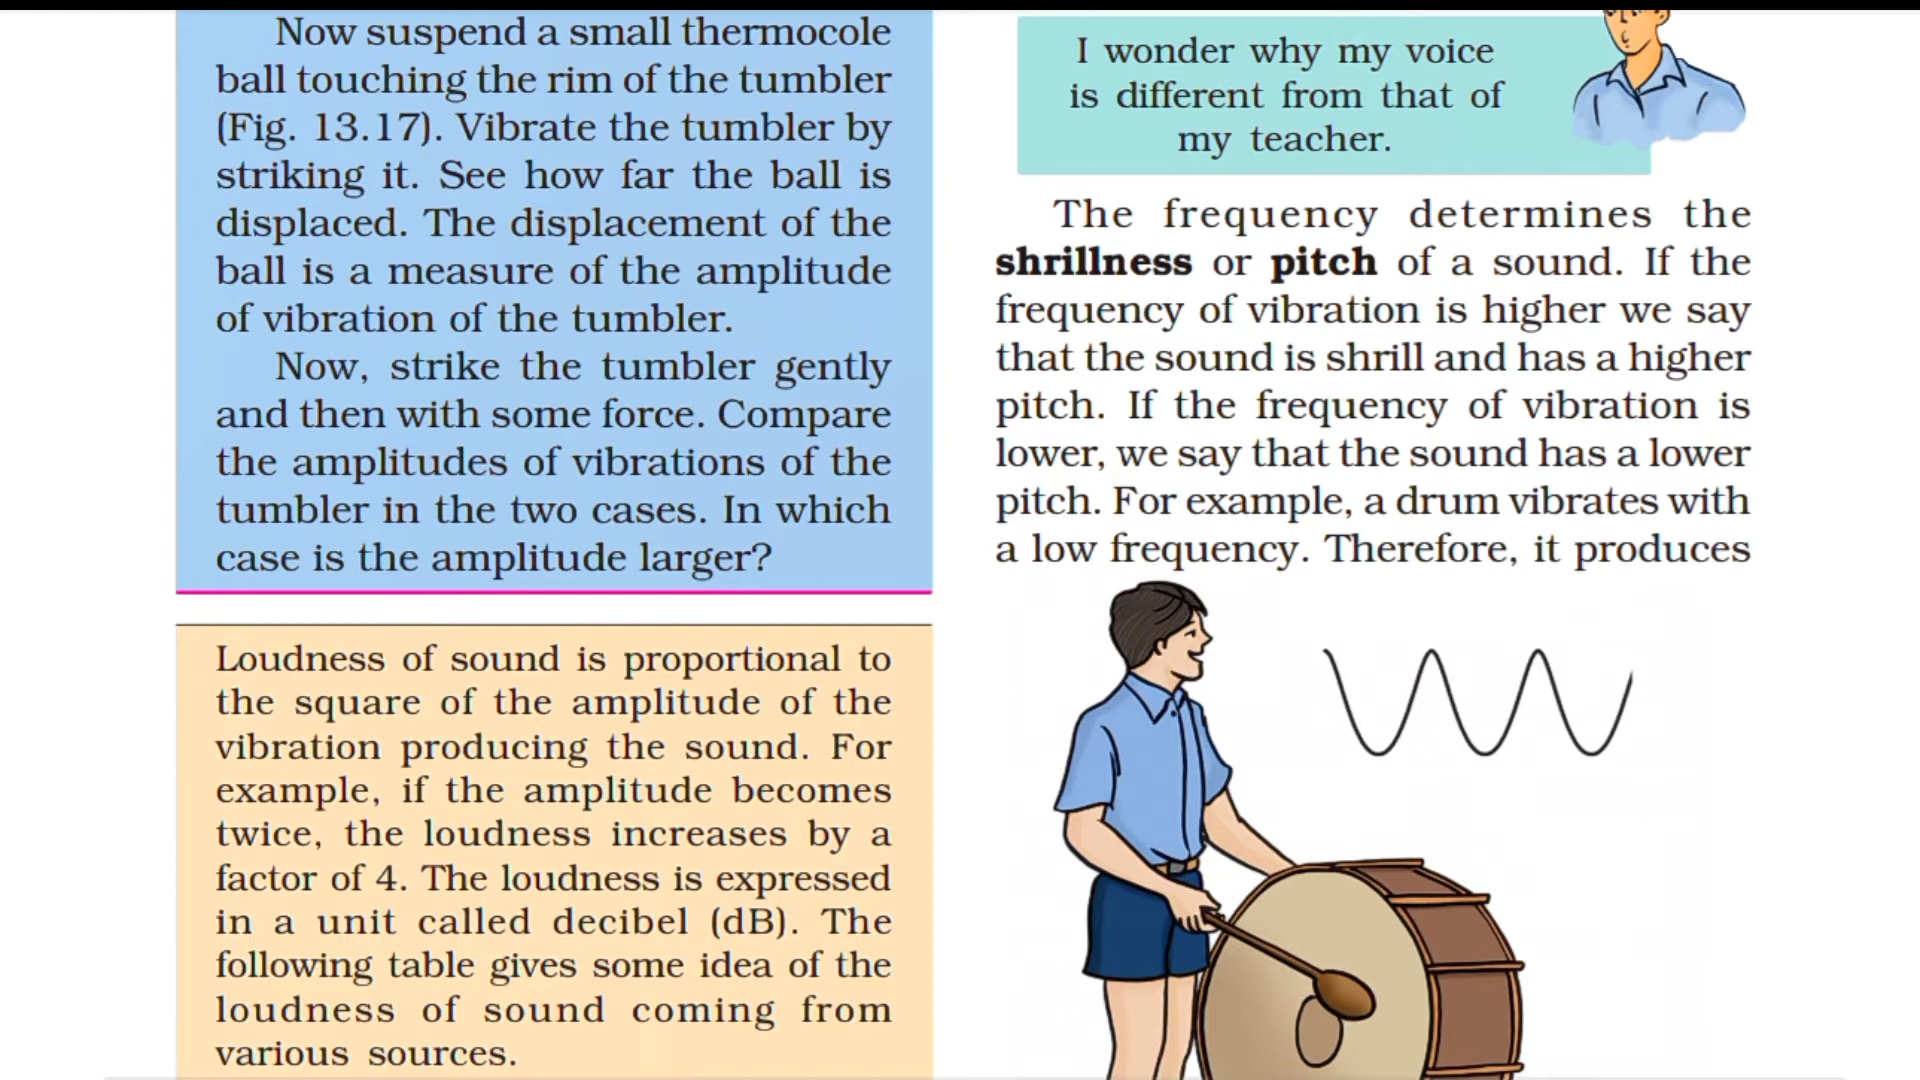 Now suspend a small thermocole
ball touching the rim of the tumbler
(Fig. 13.17). Vibrate the tumbler by
striking it. See how far the ball is
displaced. The displacement of the
ball is a measure of the amplitude
of vibration of the tumbler.
Now, strike the tumbler gently
and then with some force. Compare
the amplitudes of vibrations of the
tumbler in the two cases. In which
case is the amplitude larger?
Loudness of sound is proportional to
the square of the amplitude of the
vibration producing the sound. For
example, if the amplitude becomes
twice, the loudness increases by a
factor of 4. The loudness is expressed
in a unit called decibel (dB). The
following table gives some idea of the
loudness of sound coming from
various sources.
I wonder why my voice
is different from that of
my teacher.
The frequency determines the
shrillness or pitch of a sound. If the
frequency of vibration is higher we say
that the sound is shrill and has a higher
pitch. If the frequency of vibration is
lower, we say that the sound has a lower
pitch. For example, a drum vibrates with
a low frequency. Therefore, it produces